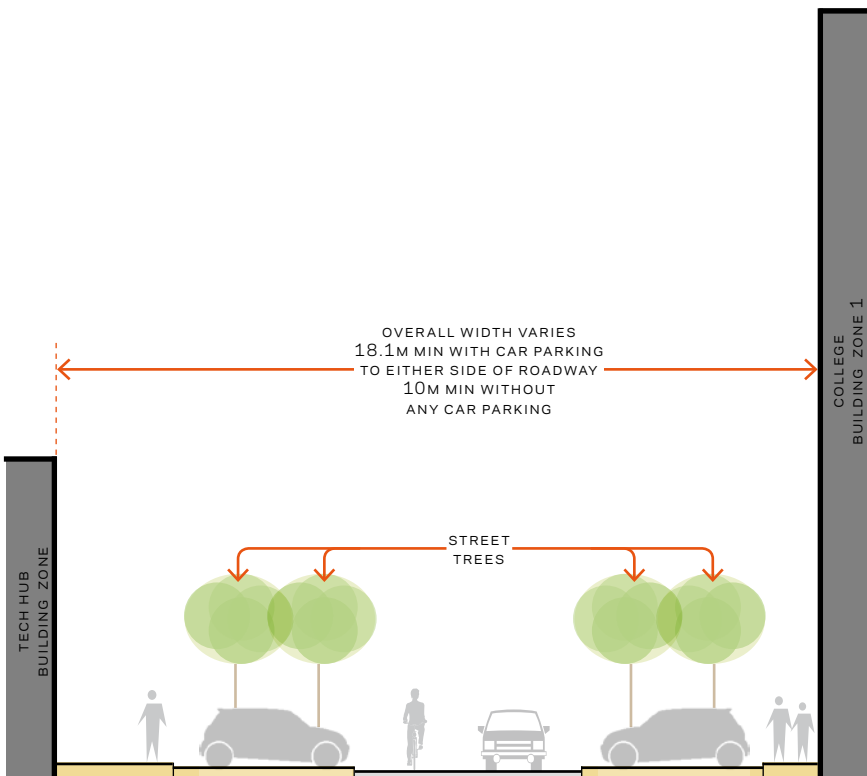 OVERALL WIDTH VARIES
18.1M MIN WITH CAR PARKING
TO EITHER SIDE OF ROADWAY
10M MIN WITHOUT
ANY CAR PARKING
COLLEGE
BUILDING ZONE 1
STREET
TREES
TECH HUB
BUILDING ZONE